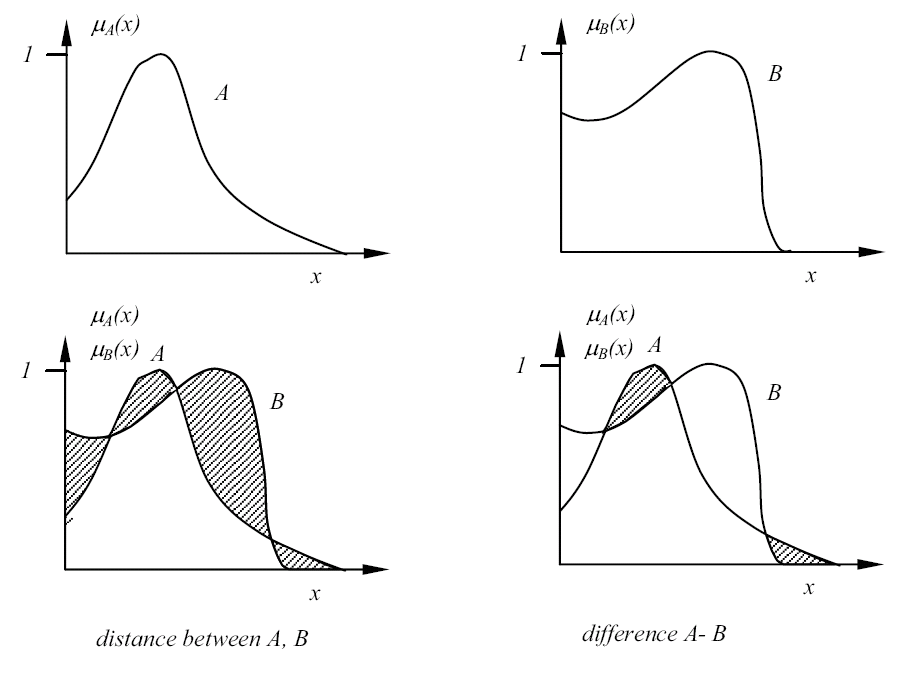 μA(x)
1
A
x
μB(x)
1
B
x
μA(x)
μB(x)
1
A
B
x
distance between A, B
μA(x)
μB(x)
1
A
B
x
difference A- B